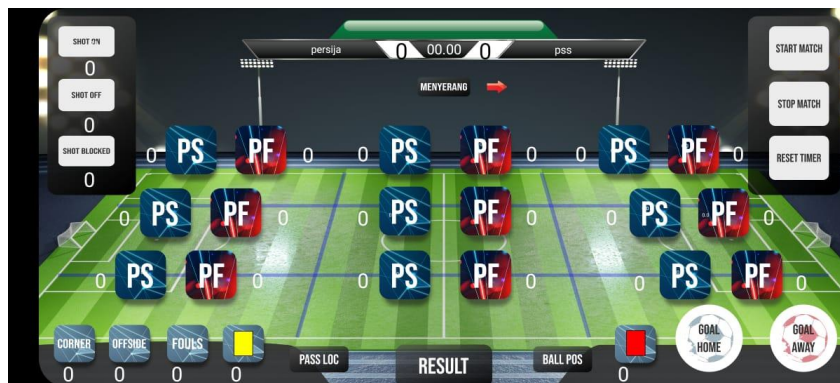 SHOT ON
0
SHOT OFF
0
SHOT BLOCKED
0
persija 0 00.00 0 pss
MENYERANG
START MATCH
STOP MATCH
RESET TIMER
0 PS PF 0 0 PS PF 0 0 PS PF 0
0 PS PF 0 PS PF 0 0 PS PF 0
0 PS PF 0 0 PS PF 0 0 PS PF 0
CORNER
0
OFFSIDE
0
FOULS
0
0
PASS LOC
RESULT
BALL POS
0
GOAL
HOME
GOAL
AWAY